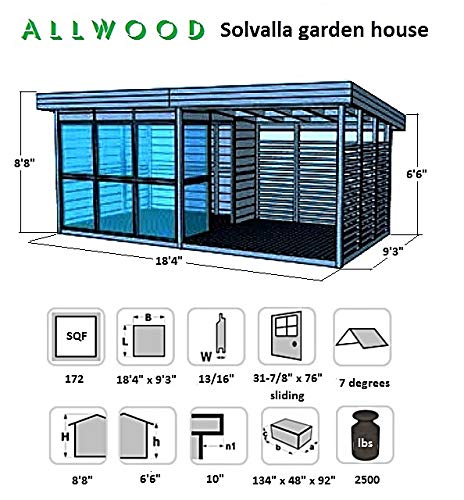 ALLWOOD Solvalla garden house
8'8"
6'6"
18'4"
9'3"
SQF
B
L
W
172
18'4" x 9'3"
13/16"
31-7/8" x 76"
sliding
7 degrees
H
h
n1
b
a
lbs
8'8"
6'6"
10"
134" x 48" x 92"
2500